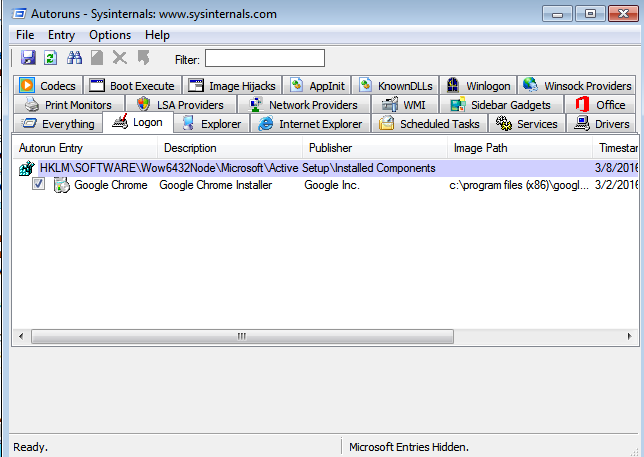 Autoruns - Sysinternals: www.sysinternals.com
File Entry Options Help
Filter:
Codecs Boot Execute Image Hijacks AppInit KnownDLLs Winlogon Winsock Providers
Print Monitors LSA Providers Network Providers WMI Sidebar Gadgets Office
Everything Logon Explorer Internet Explorer Scheduled Tasks Services Drivers
Autorun Entry Description Publisher Image Path Timestan
HKLM\SOFTWARE\Wow6432Node\Microsoft\Active Setup\Installed Components 3/8/2016
Google Chrome Google Chrome Installer Google Inc. c:\program files (x86)\googl... 3/2/2016
Ready. Microsoft Entries Hidden.